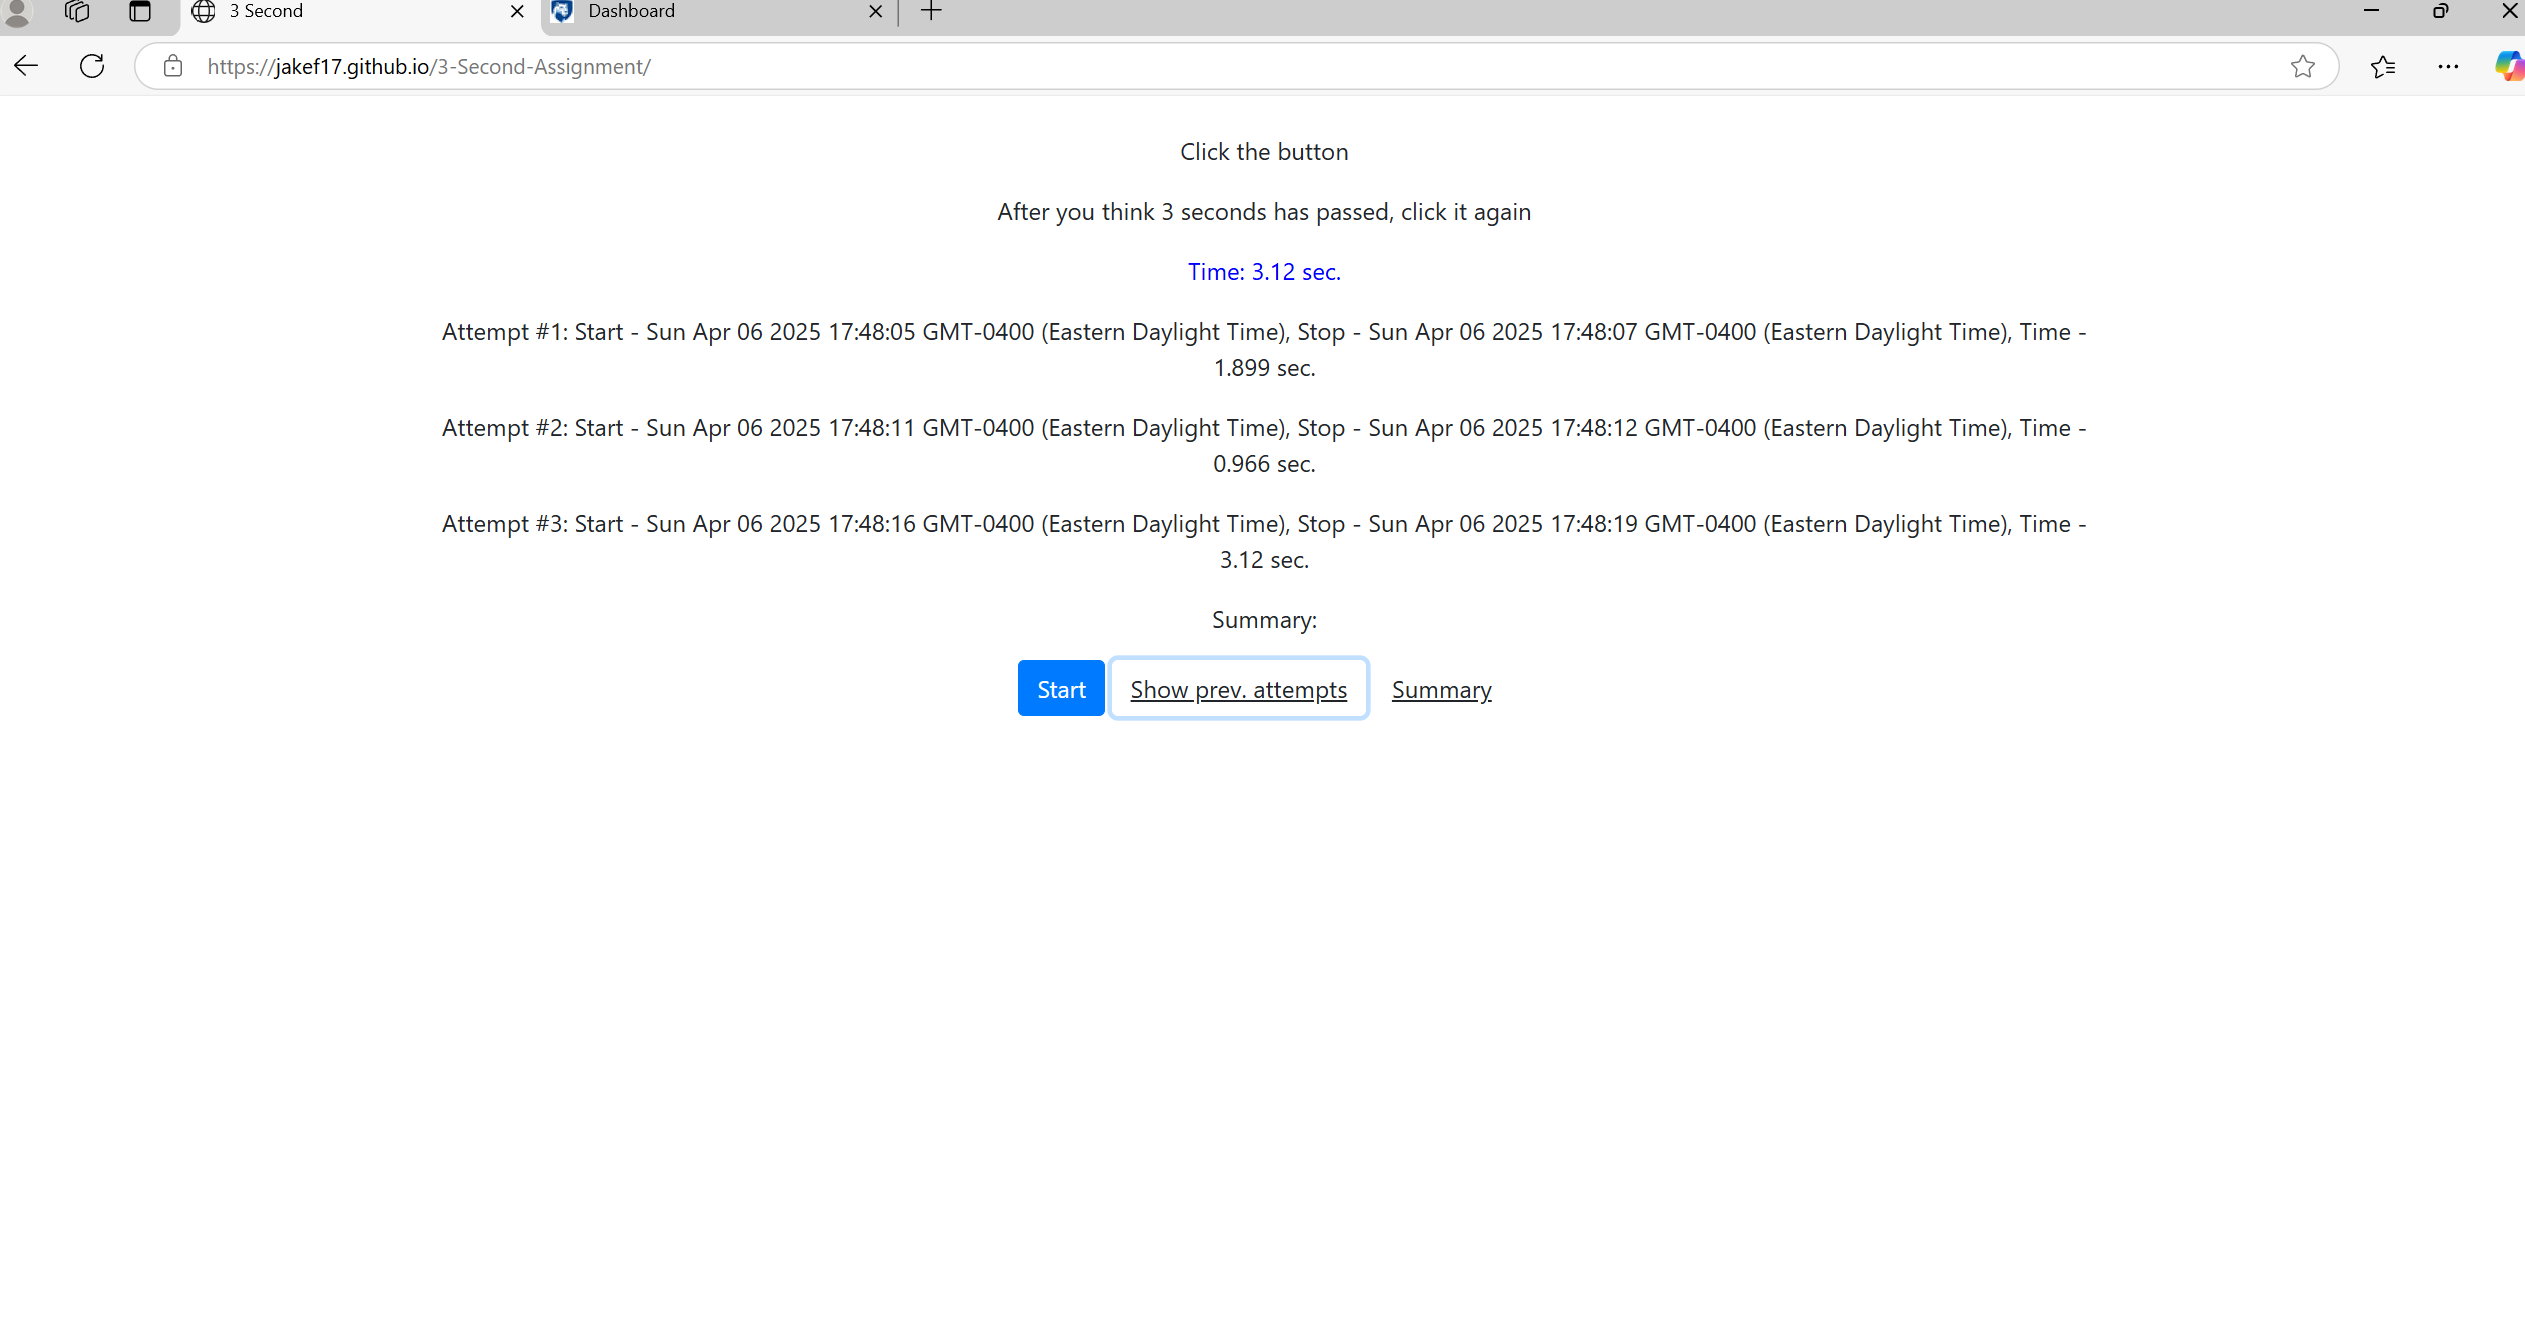 3 Second
Dashboard
https://jakef17.github.io/3-Second-Assignment/
Click the button
After you think 3 seconds has passed, click it again
Time: 3.12 sec.
Attempt #1: Start - Sun Apr 06 2025 17:48:05 GMT-0400 (Eastern Daylight Time), Stop - Sun Apr 06 2025 17:48:07 GMT-0400 (Eastern Daylight Time), Time -
1.899 sec.
Attempt #2: Start - Sun Apr 06 2025 17:48:11 GMT-0400 (Eastern Daylight Time), Stop - Sun Apr 06 2025 17:48:12 GMT-0400 (Eastern Daylight Time), Time -
0.966 sec.
Attempt #3: Start - Sun Apr 06 2025 17:48:16 GMT-0400 (Eastern Daylight Time), Stop - Sun Apr 06 2025 17:48:19 GMT-0400 (Eastern Daylight Time), Time -
3.12 sec.
Summary:
Start
Show prev. attempts
Summary